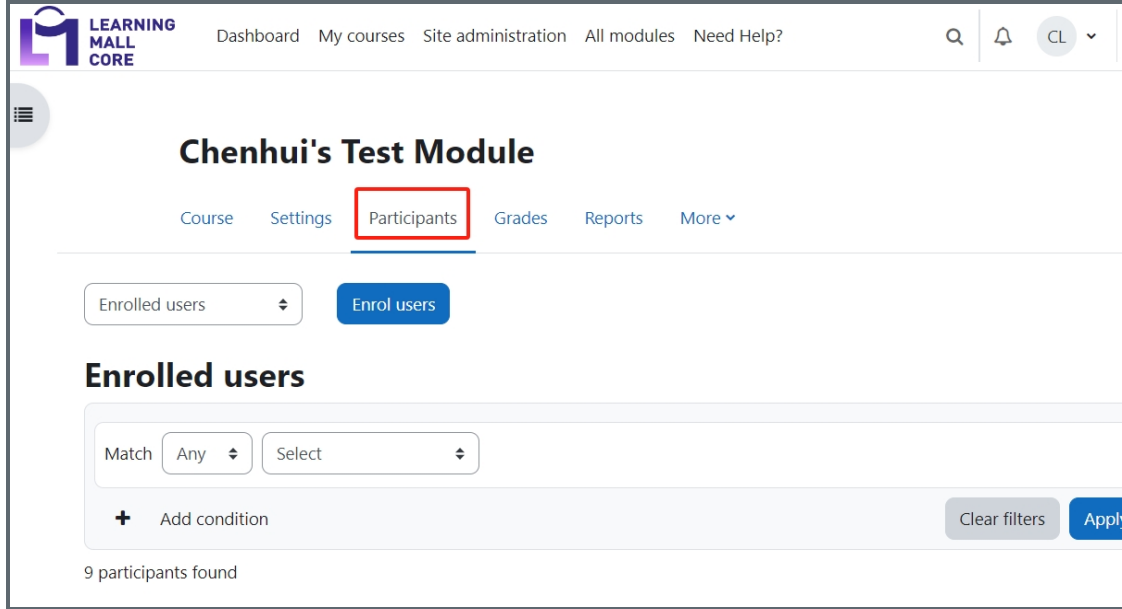 LEARNING
MALL
CORE
Dashboard My courses Site administration All modules Need Help?
CL
Chenhui's Test Module
Course Settings Participants Grades Reports More
Enrolled users Enrol users
Enrolled users
Match Any Select
Add condition Clear filters Apply
9 participants found